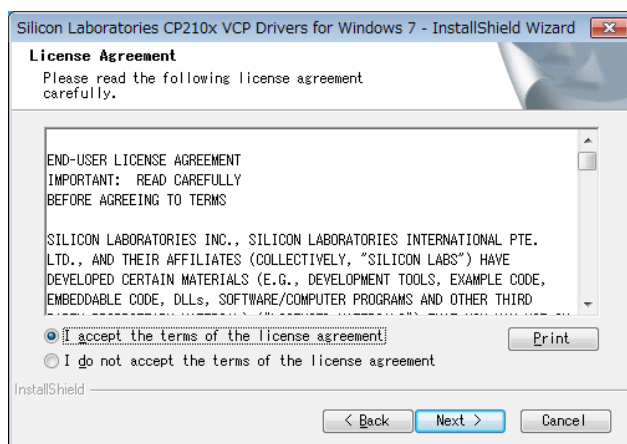 Silicon Laboratories CP210x VCP Drivers for Windows 7 - InstallShield Wizard
License Agreement
Please read the following license agreement
carefully.
END-USER LICENSE AGREEMENT
IMPORTANT: READ CAREFULLY
BEFORE AGREEING TO TERMS
SILICON LABORATORIES INC., SILICON LABORATORIES INTERNATIONAL PTE.
LTD., AND THEIR AFFILIATES (COLLECTIVELY, "SILICON LABS") HAVE
DEVELOPED CERTAIN MATERIALS (E.G., DEVELOPMENT TOOLS, EXAMPLE CODE,
EMBEDDABLE CODE, DLLs, SOFTWARE/COMPUTER PROGRAMS AND OTHER THIRD
I accept the terms of the license agreement
Print
I do not accept the terms of the license agreement
InstallShield
< Back
Next >
Cancel